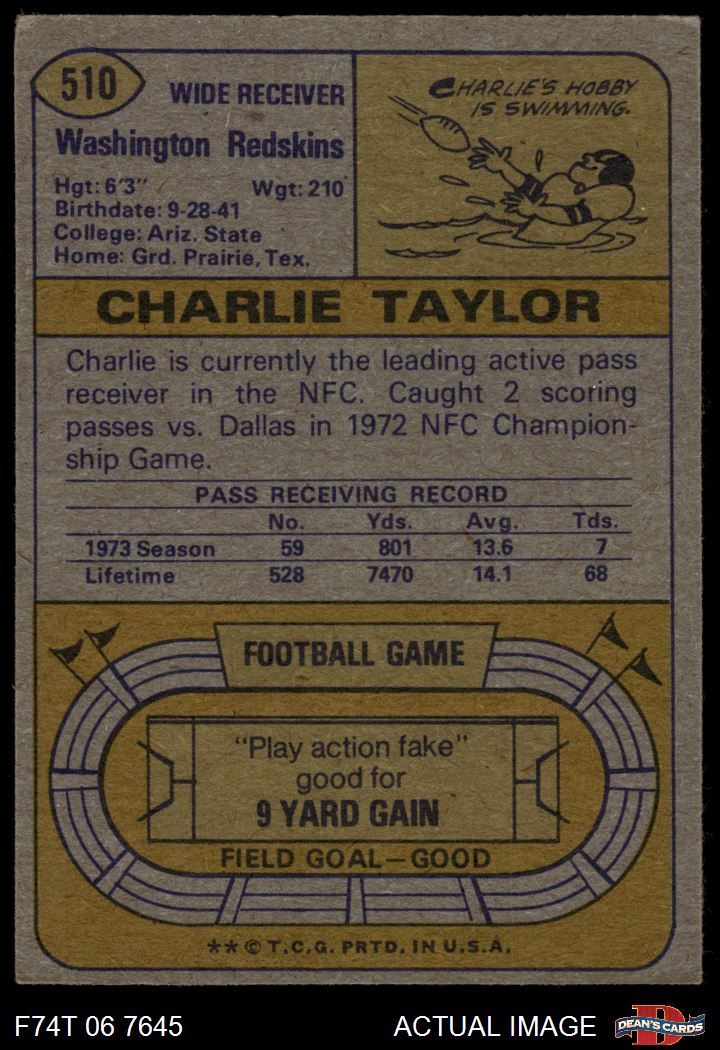 510
WIDE RECEIVER
Washington Redskins
Hgt: 6'3" Wgt: 210
Birthdate: 9-28-41
College: Ariz. State
Home: Grd. Prairie, Tex.
CHARLIE'S HOBBY
IS SWIMMING.
CHARLIE TAYLOR
Charlie is currently the leading active pass
receiver in the NFC. Caught 2 scoring
passes vs. Dallas in 1972 NFC Champion-
ship Game.
PASS RECEIVING RECORD
No. Yds. Avg. Tds.
1973 Season 59 801 13.6 7
Lifetime 528 7470 14.1 68
FOOTBALL GAME
"Play action fake"
good for
9 YARD GAIN
FIELD GOAL—GOOD
**© T.C.G. PRTD. IN U.S.A.
F74T 06 7645
ACTUAL IMAGE
D
DEAN'S CARDS